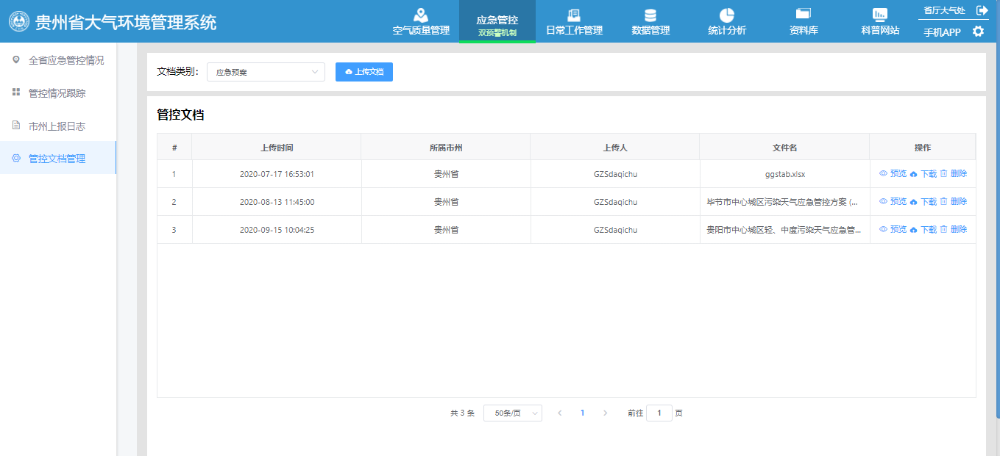 贵州省大气环境管理系统
空气质量管理
应急管控
双预警机制
日常工作管理
数据管理
统计分析
资料库
科普网站
省厅大气处
手机APP
全省应急管控情况
管控情况跟踪
市州上报日志
管控文档管理
文档类别：
应急预案
上传文档
管控文档
# 上传时间 所属市州 上传人 文件名 操作
1 2020-07-17 16:53:01 贵州省 GZSdaqichu ggstab.xlsx 预览 下载 删除
2 2020-08-13 11:45:00 贵州省 GZSdaqichu 毕节市中心城区污染天气应急管控方案 (... 预览 下载 删除
3 2020-09-15 10:04:25 贵州省 GZSdaqichu 贵阳市中心城区轻、中度污染天气应急管... 预览 下载 删除
共 3 条 50条/页 1 前往 1 页